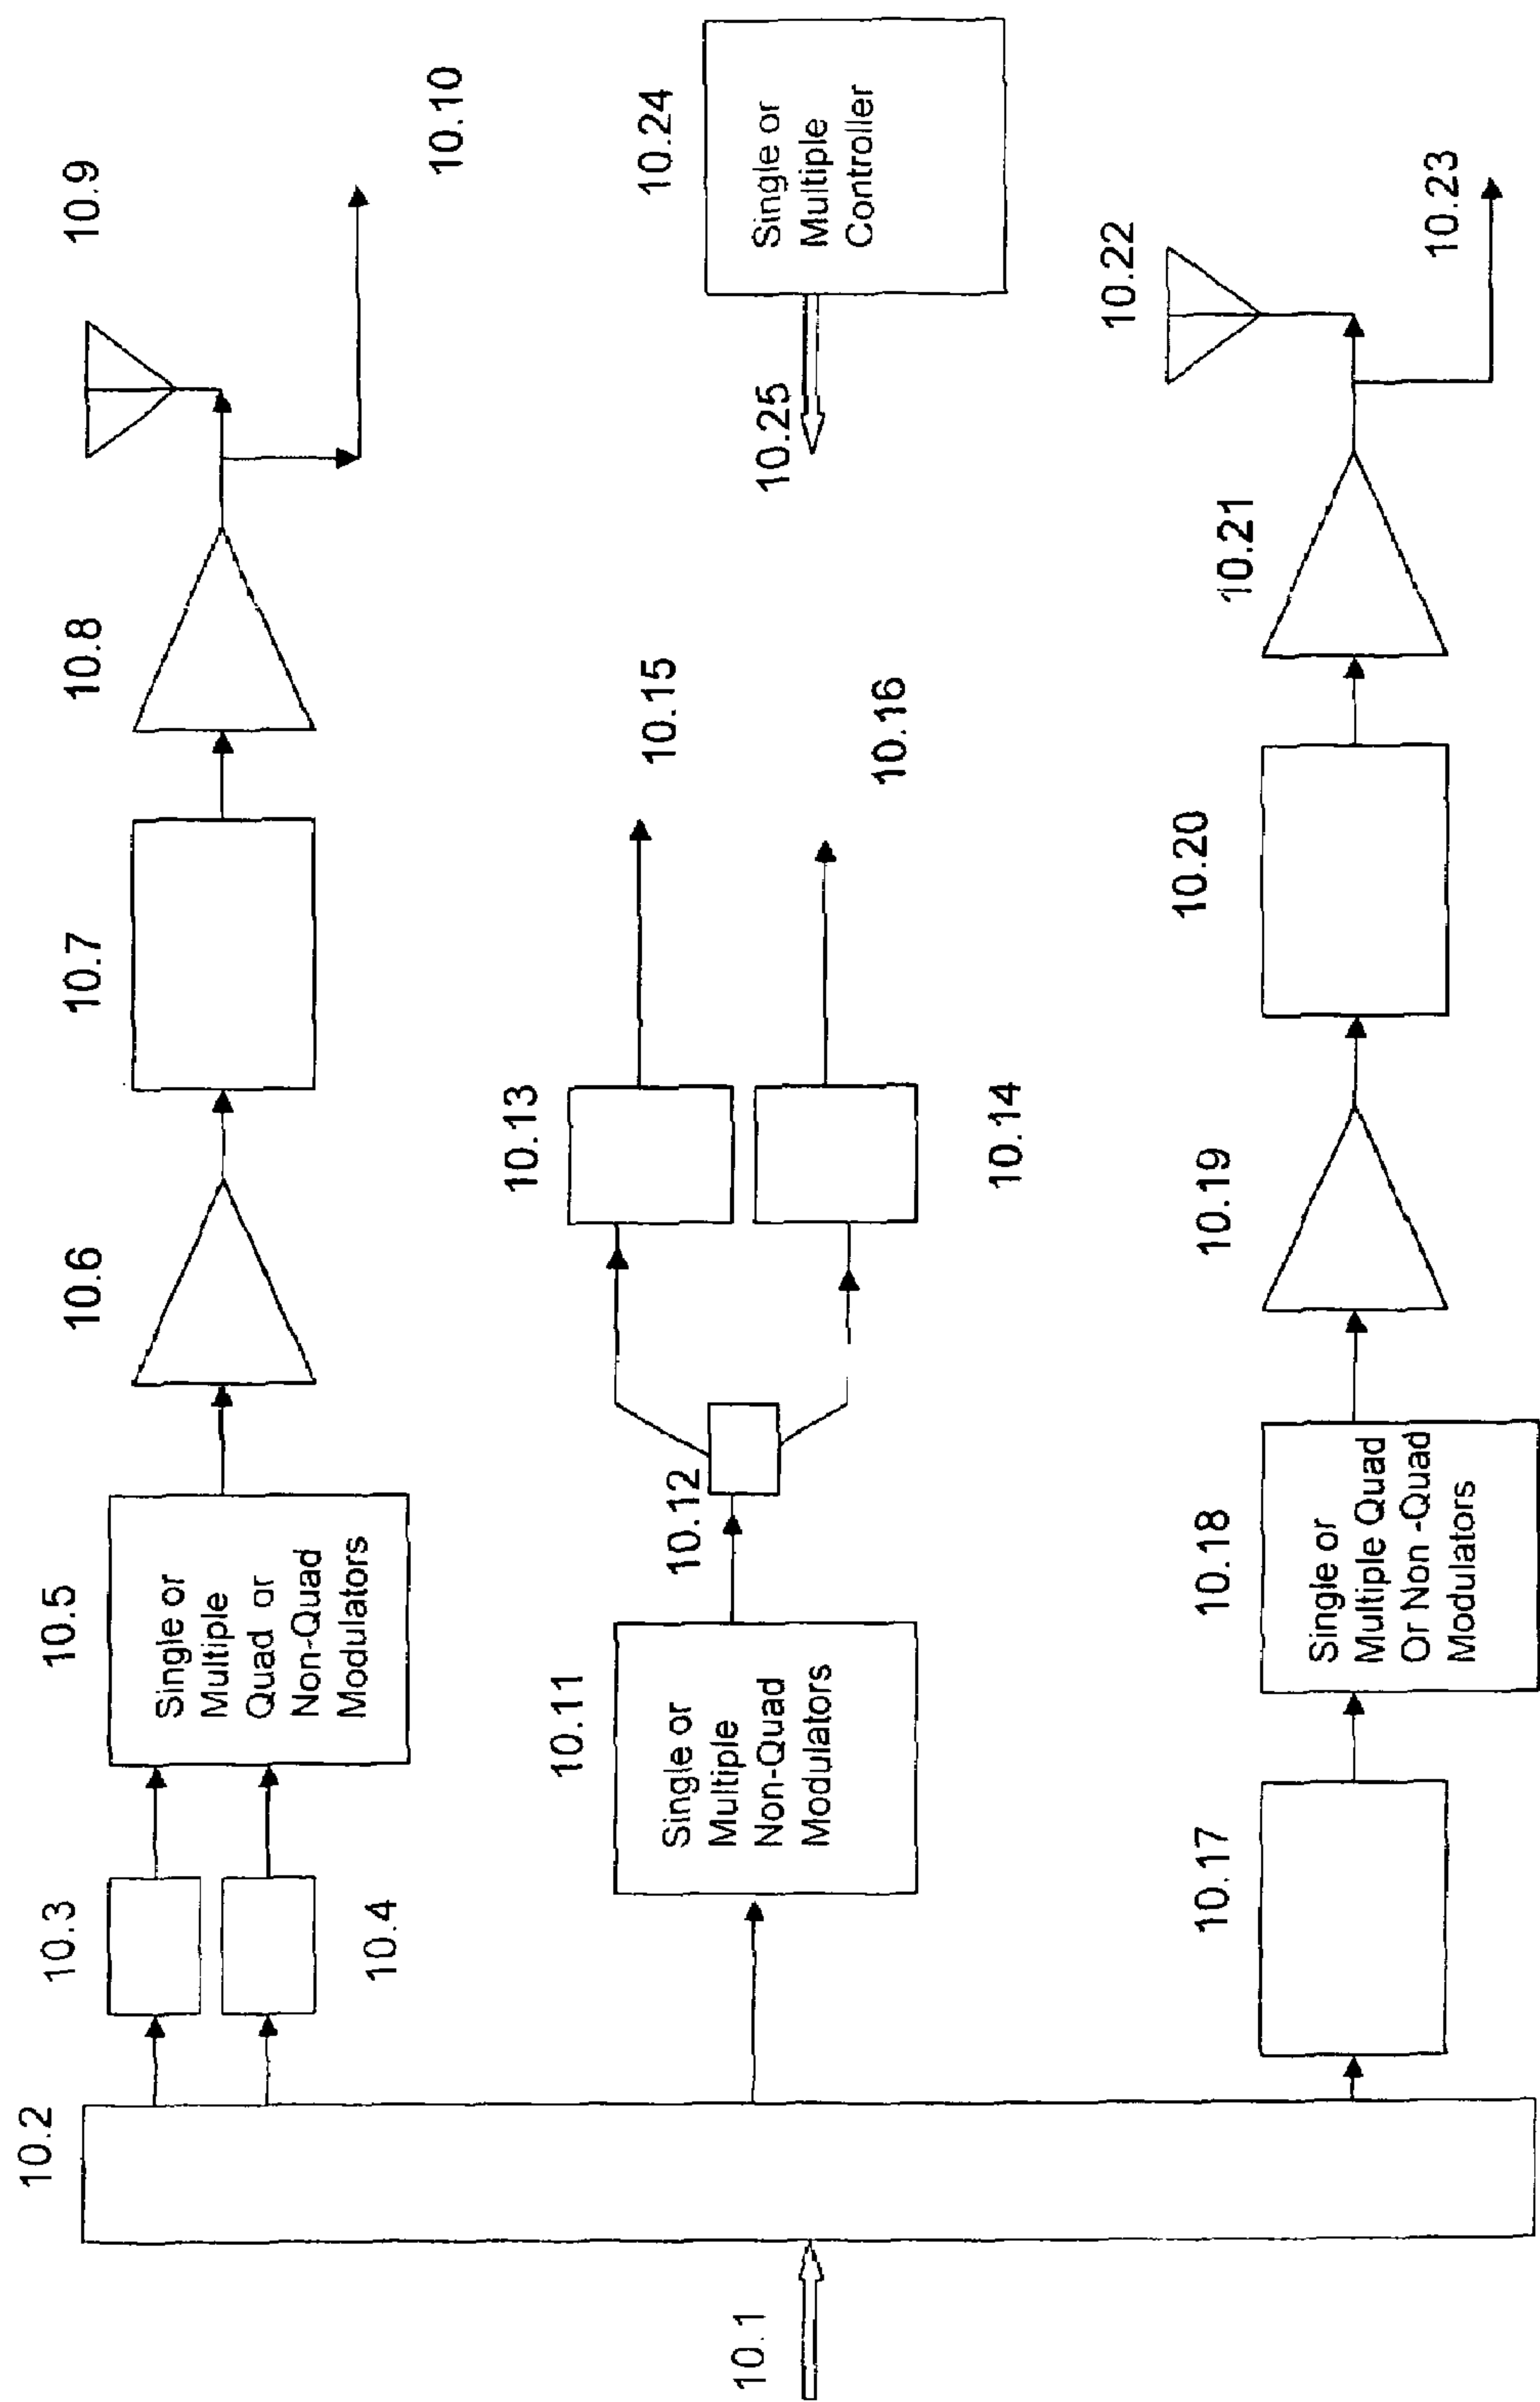 10.1
10.2
10.3
10.4
10.5
Single or
Multiple
Quad or
Non-Quad
Modulators
10.6
10.7
10.8
10.9
10.10
10.11
Single or
Multiple
Non-Quad
Modulators
10.12
10.13
10.14
10.15
10.16
10.17
10.18
Single or
Multiple Quad
Or Non -Quad
Modulators
10.19
10.20
10.21
10.22
10.23
10.24
Single or
Multiple
Controller
10.25